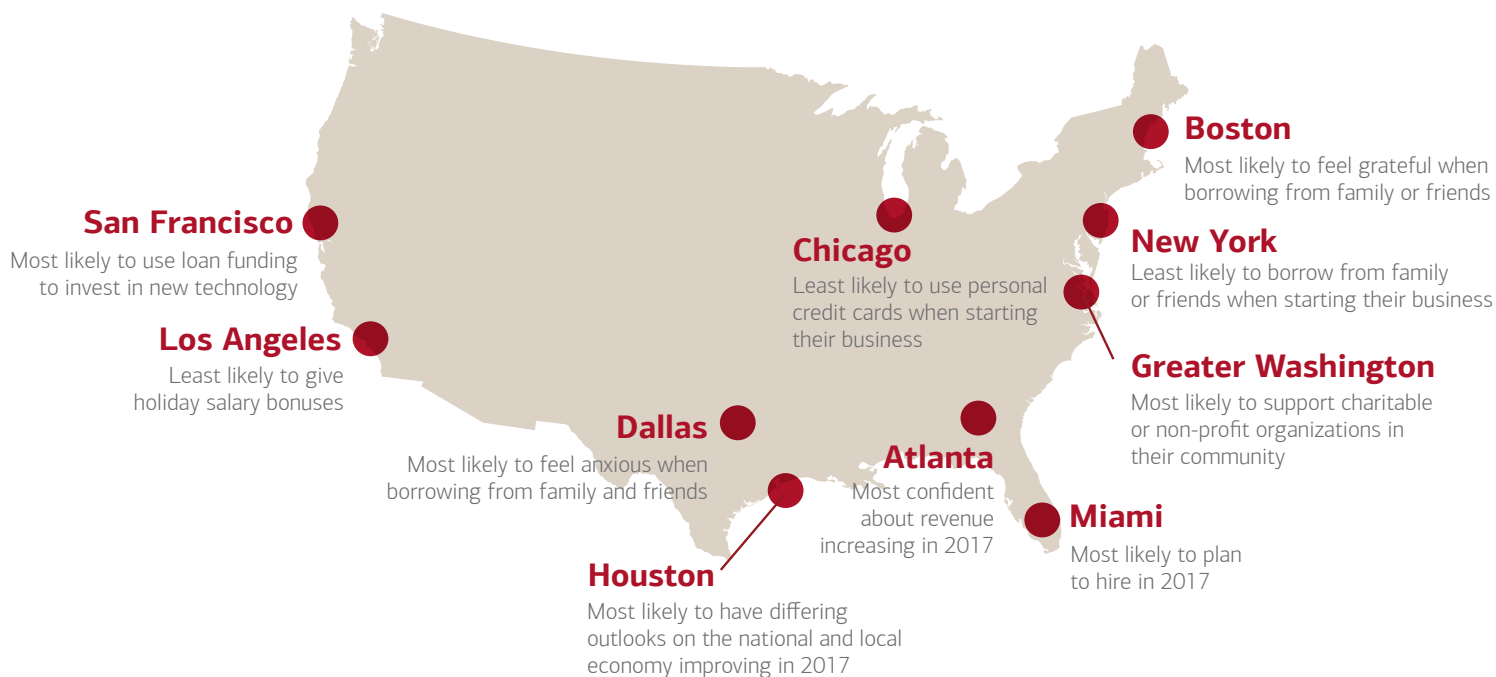 Boston
Most likely to feel grateful when
borrowing from family or friends
San Francisco
Most likely to use loan funding
to invest in new technology
Chicago
Least likely to use personal
credit cards when starting
their business
New York
Least likely to borrow from family
or friends when starting their business
Los Angeles
Least likely to give
holiday salary bonuses
Greater Washington
Most likely to support charitable
or non-profit organizations in
their community
Dallas
Most likely to feel anxious when
borrowing from family and friends
Atlanta
Most confident
about revenue
increasing in 2017
Miami
Most likely to plan
to hire in 2017
Houston
Most likely to have differing
outlooks on the national and local
economy improving in 2017